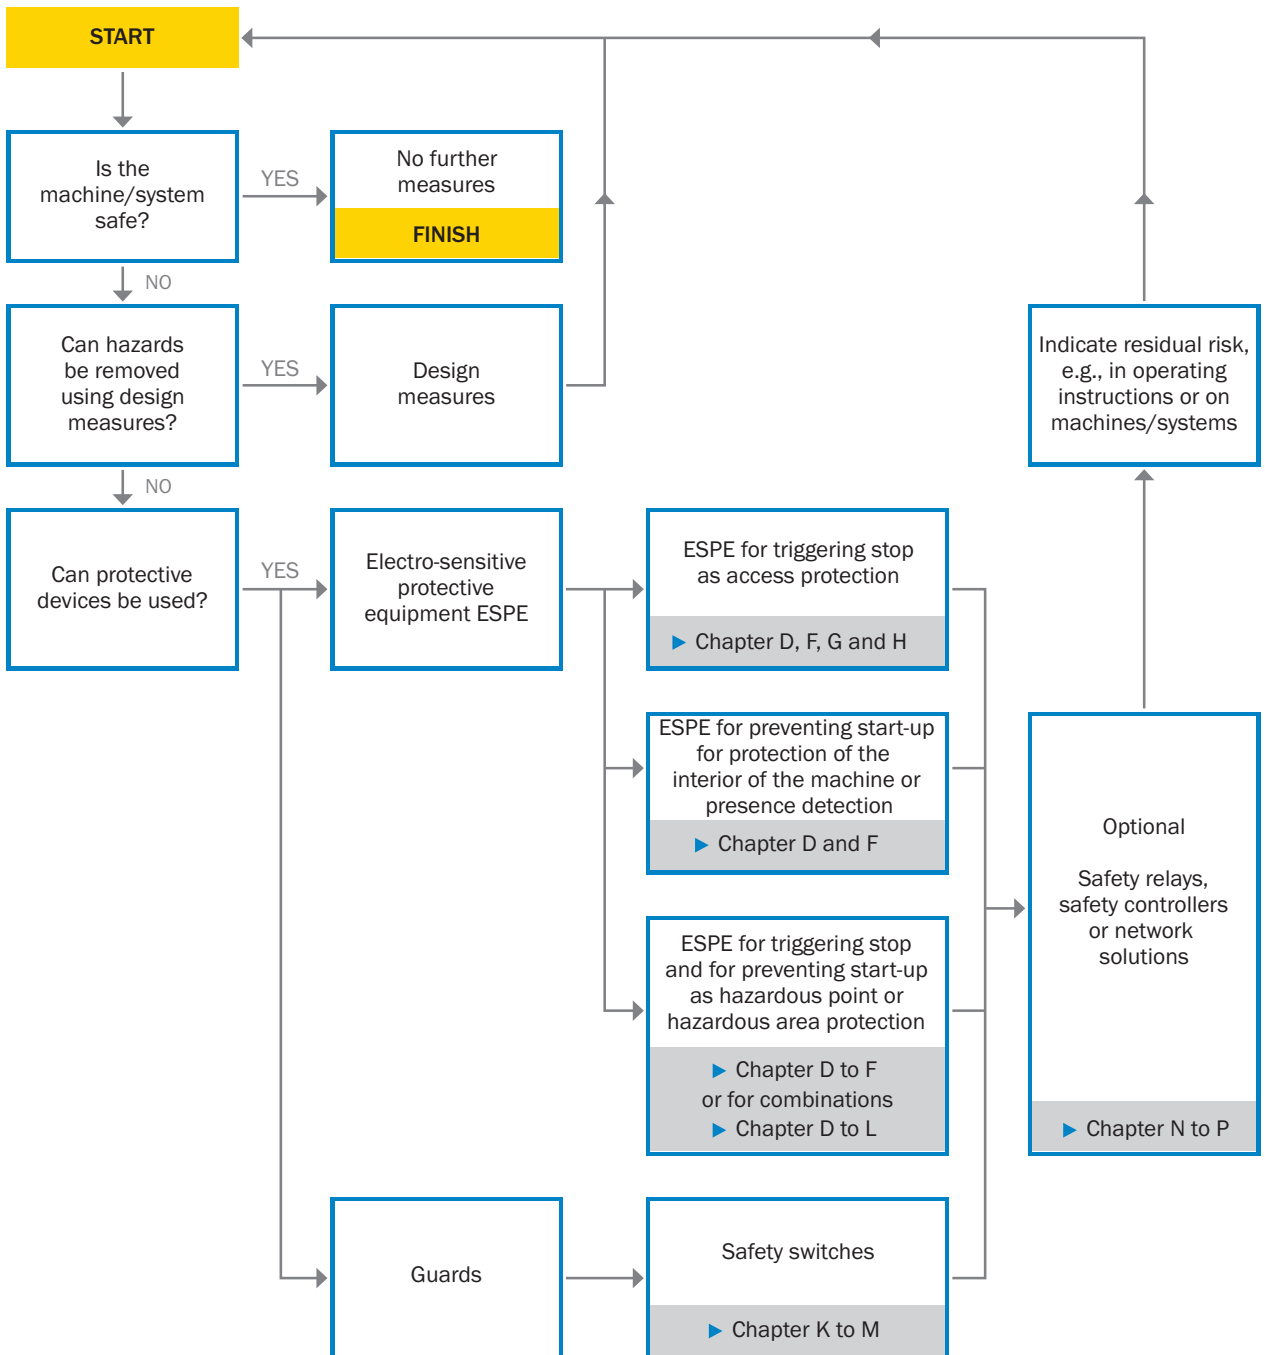 START
Is the
machine/system
safe?
YES
No further
measures
FINISH
NO
Can hazards
be removed
using design
measures?
YES
Design
measures
Indicate residual risk,
e.g., in operating
instructions or on
machines/systems
NO
Can protective
devices be used?
YES
Electro-sensitive
protective
equipment ESPE
ESPE for triggering stop
as access protection
► Chapter D, F, G and H
ESPE for preventing start-up
for protection of the
interior of the machine or
presence detection
► Chapter D and F
ESPE for triggering stop
and for preventing start-up
as hazardous point or
hazardous area protection
► Chapter D to F
or for combinations
► Chapter D to L
Optional
Safety relays,
safety controllers
or network
solutions
► Chapter N to P
Guards
Safety switches
► Chapter K to M